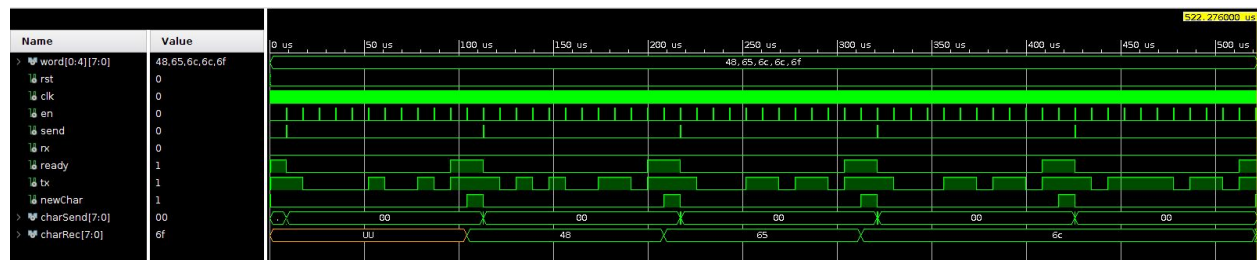 522.276000 us
Name Value
0 us 50 us 100 us 150 us 200 us 250 us 300 us 350 us 400 us 450 us 500 us
word[0:4][7:0] 48,65,6c,6c,6f 48,65,6c,6c,6f
rst 0
clk 0
en 0
send 0
rx 0
ready 1
tx 1
newChar 1
charSend[7:0] 00 . 00 00 00 00 00
charRec[7:0] 6f UU 48 65 6c